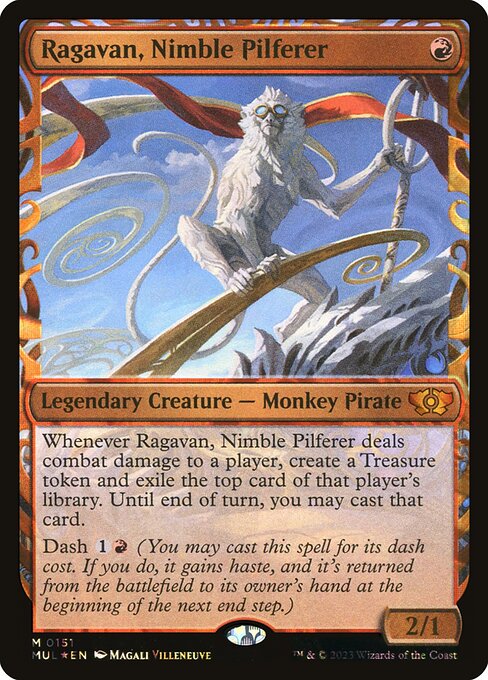 Ragavan, Nimble Pilferer
Legendary Creature — Monkey Pirate
Whenever Ragavan, Nimble Pilferer deals
combat damage to a player, create a Treasure
token and exile the top card of that player's
library. Until end of turn, you may cast that
card.
Dash 1 (You may cast this spell for its dash
cost. If you do, it gains haste, and it's returned
from the battlefield to its owner's hand at the
beginning of the next end step.)
2/1
M 0151
MUL★EN Magali Villeneuve
™ & © 2023 Wizards of the Coast